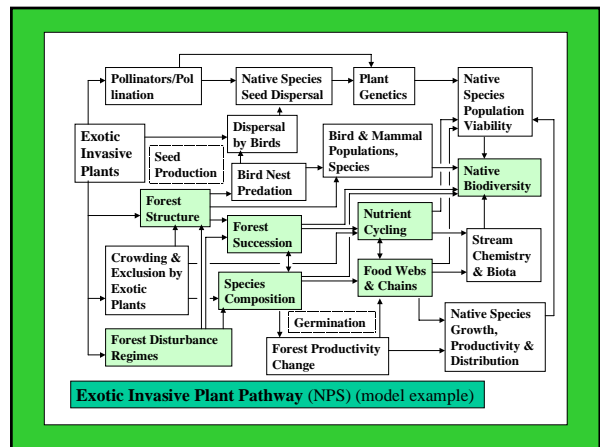 Pollinators/Pol
lination
Native Species
Seed Dispersal
Plant
Genetics
Native
Species
Population
Viability
Exotic
Invasive
Plants
Seed
Production
Dispersal
by Birds
Bird & Mammal
Populations,
Species
Bird Nest
Predation
Native
Biodiversity
Forest
Structure
Forest
Succession
Nutrient
Cycling
Stream
Chemistry
& Biota
Crowding &
Exclusion by
Exotic
Plants
Species
Composition
Food Webs
& Chains
Germination
Native Species
Growth,
Productivity &
Distribution
Forest Disturbance
Regimes
Forest Productivity
Change
Exotic Invasive Plant Pathway (NPS) (model example)